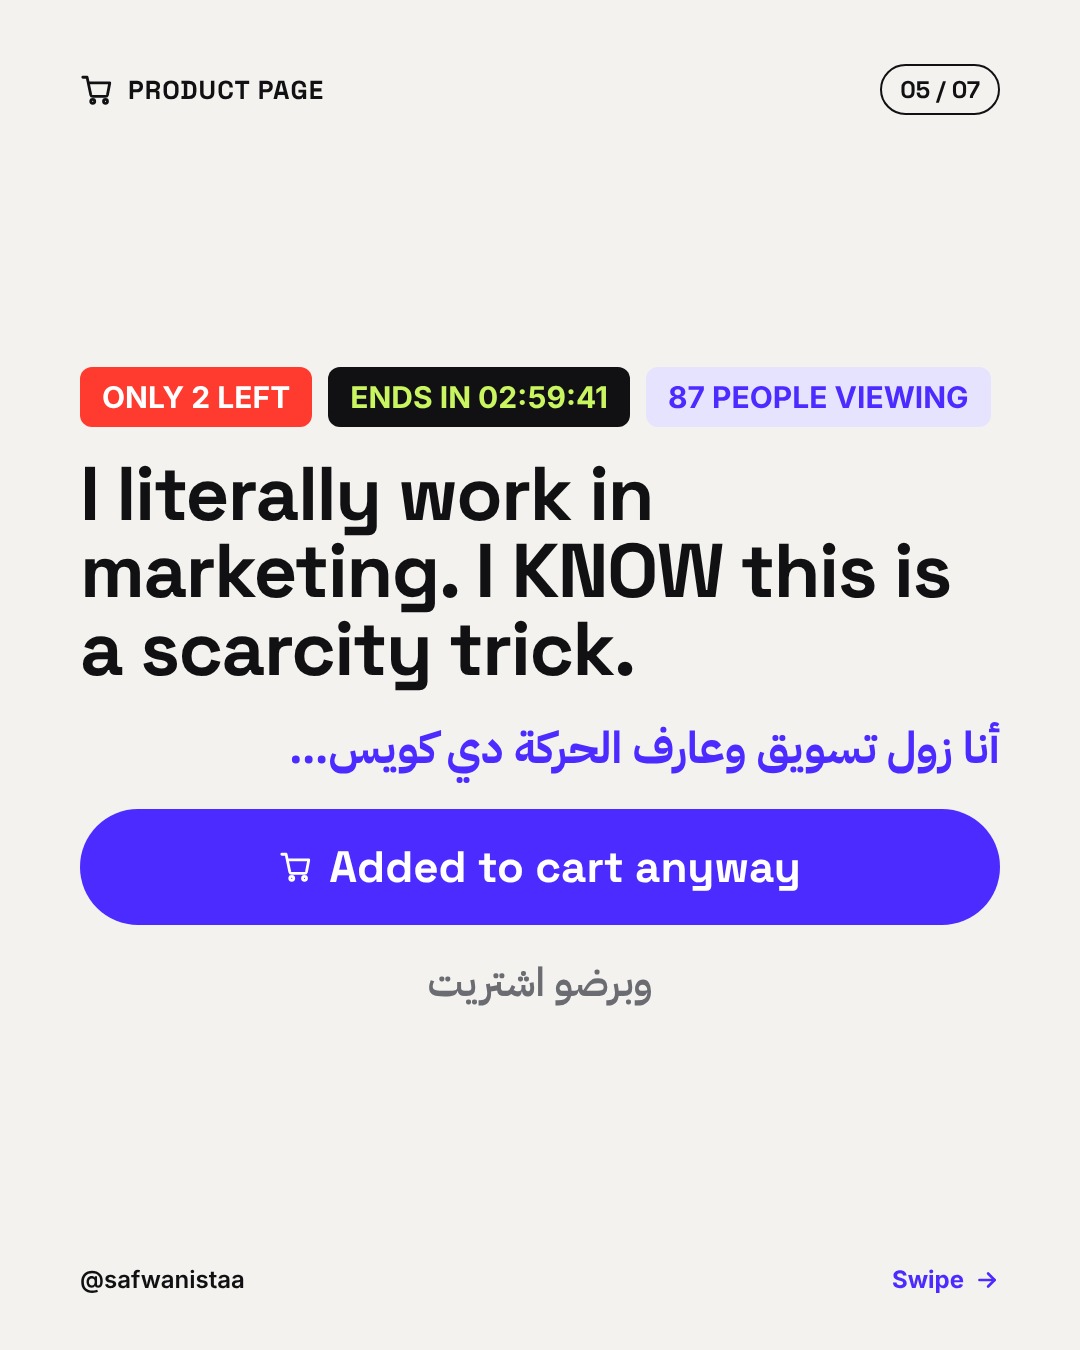 PRODUCT PAGE
05 / 07
ONLY 2 LEFT
ENDS IN 02:59:41
87 PEOPLE VIEWING
I literally work in
marketing. I KNOW this is
a scarcity trick.
أنا زول تسويق وعارف الحركة دي كويس...
Added to cart anyway
وبرضو اشتريت
@safwanistaa
Swipe →